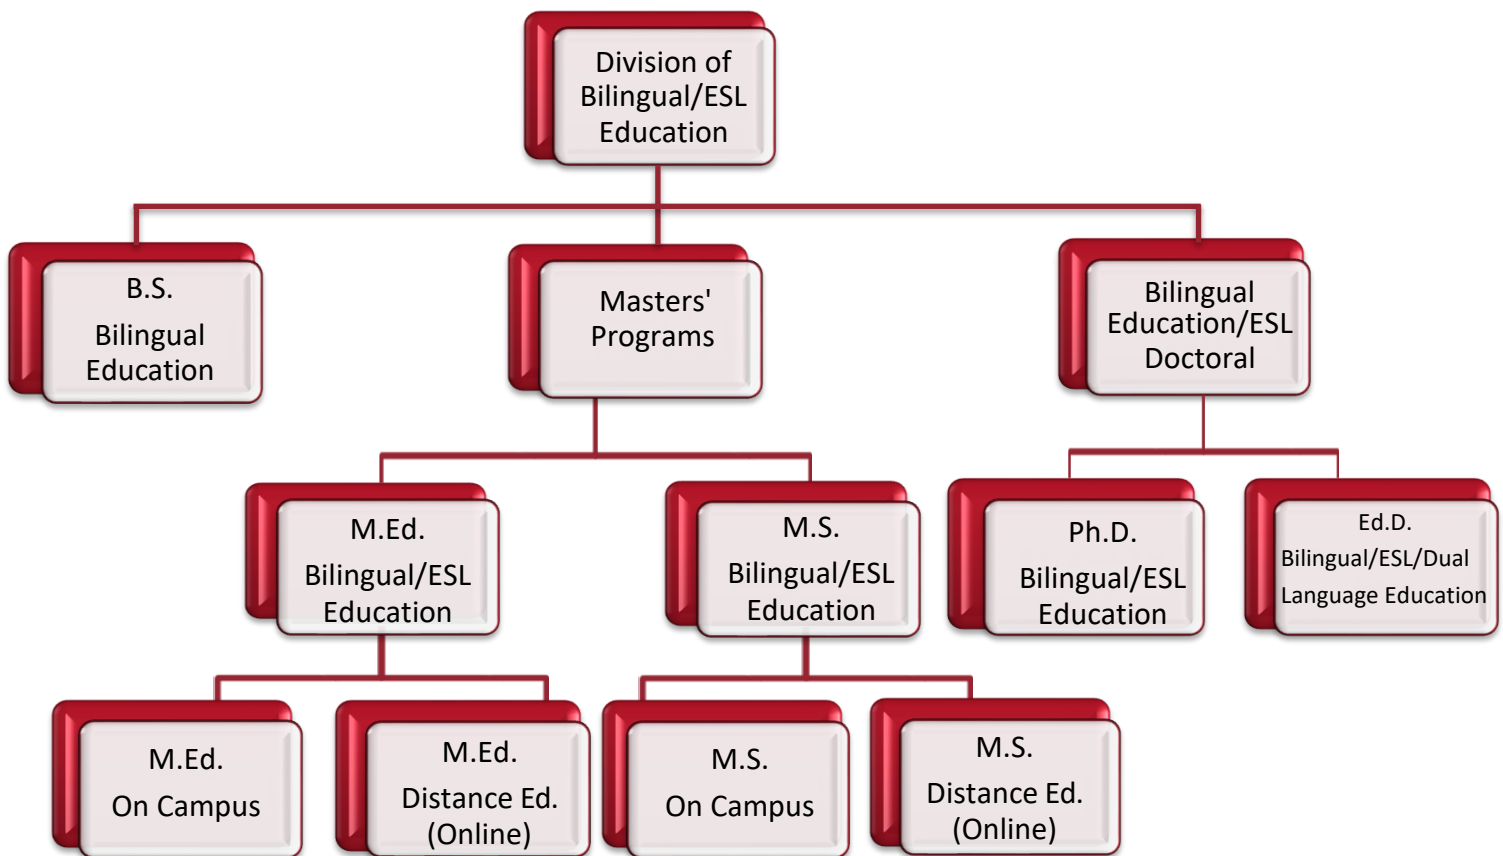 Division of
Bilingual/ESL
Education
B.S.
Bilingual
Education
Masters'
Programs
Bilingual
Education/ESL
Doctoral
M.Ed.
Bilingual/ESL
Education
M.S.
Bilingual/ESL
Education
Ph.D.
Bilingual/ESL
Education
Ed.D.
Bilingual/ESL/Dual
Language Education
M.Ed.
On Campus
M.Ed.
Distance Ed.
(Online)
M.S.
On Campus
M.S.
Distance Ed.
(Online)